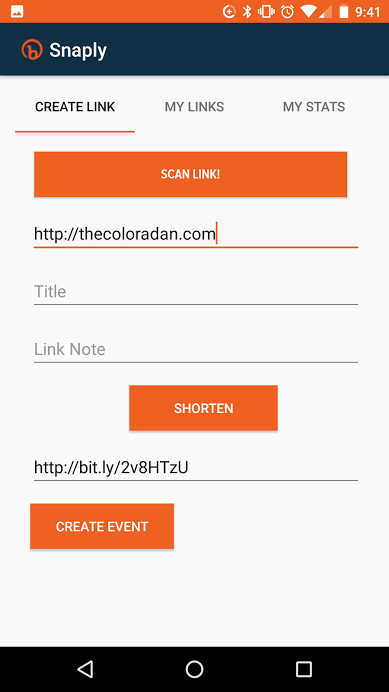 9:41
Snaply
CREATE LINK MY LINKS MY STATS
SCAN LINK!
http://thecoloradan.com
Title
Link Note
SHORTEN
http://bit.ly/2v8HTzU
CREATE EVENT